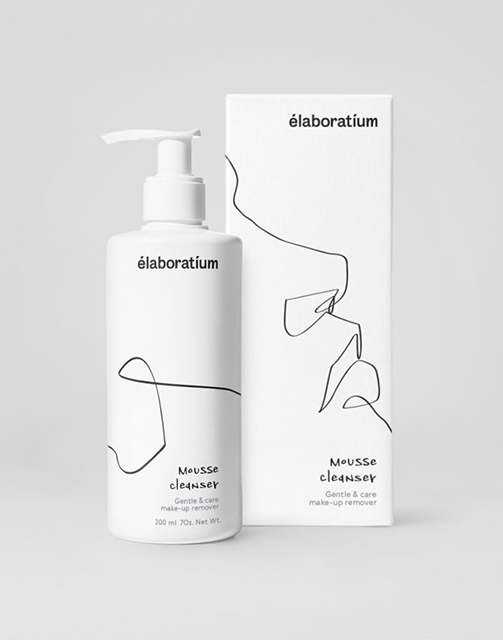 élaboratíum
Mousse
cleanser
Gentle & care
make-up remover
élaboratíum
Mousse
cleanser
Gentle & care
make-up remover
200 ml 7Oz. Net Wt.